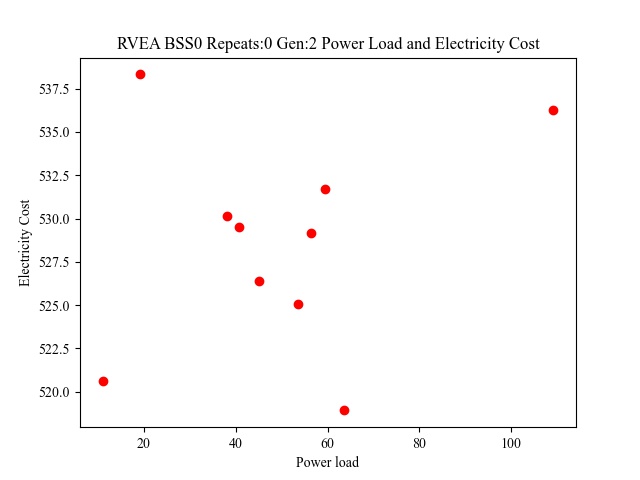 RVEA BSS0 Repeats:0 Gen:2 Power Load and Electricity Cost
537.5
535.0
532.5
530.0
527.5
525.0
522.5
520.0
Electricity Cost
20 40 60 80 100
Power load